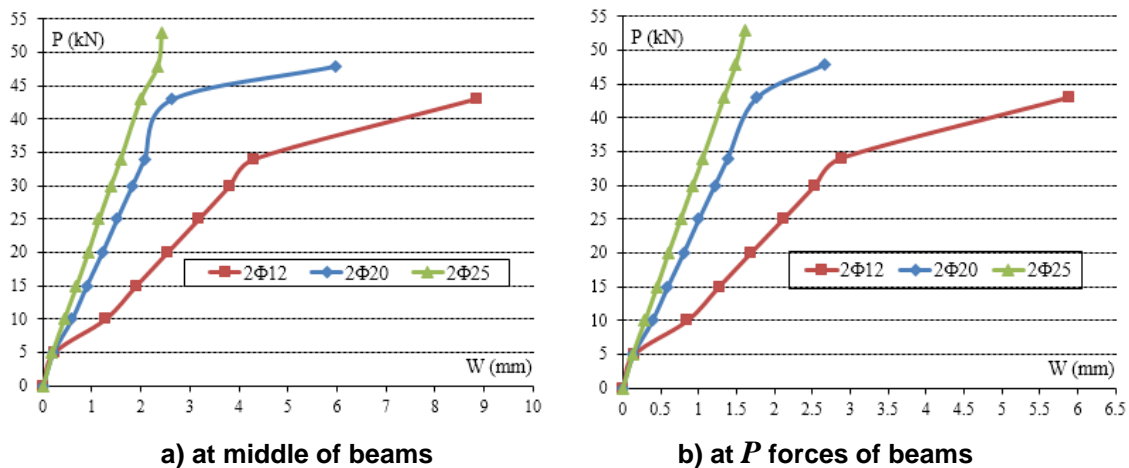 P (kN)
55
50
45
40
35
30
25
20
15
10
5
0
2Φ12 2Φ20 2Φ25
W (mm)
0 1 2 3 4 5 6 7 8 9 10
a) at middle of beams
P (kN)
55
50
45
40
35
30
25
20
15
10
5
0
2Φ12 2Φ20 2Φ25
W (mm)
0 0.5 1 1.5 2 2.5 3 3.5 4 4.5 5 5.5 6 6.5
b) at P forces of beams